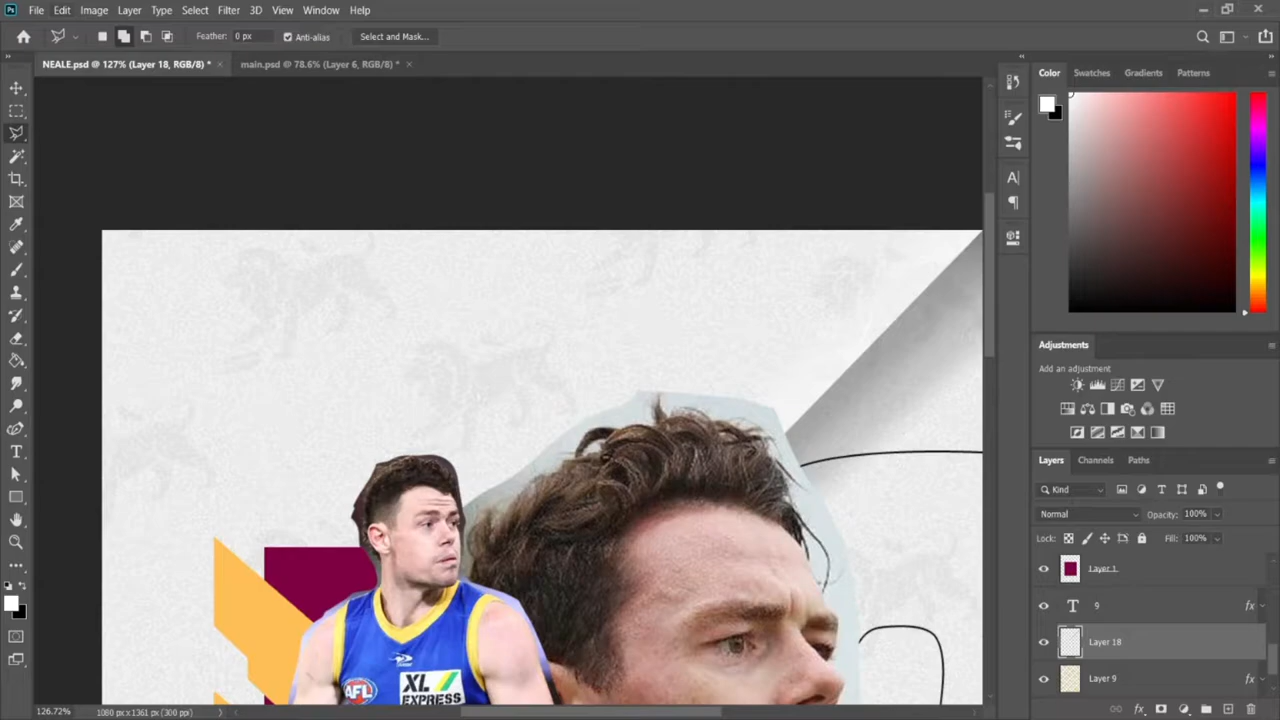 Ps File Edit Image Layer Type Select Filter 3D View Window Help
Feather: 0 px Anti-alias Select and Mask...
NEALE.psd @ 127% (Layer 18, RGB/8) * × main.psd @ 78.6% (Layer 6, RGB/8) * ×
Color Swatches Gradients Patterns
Adjustments
Add an adjustment
Layers Channels Paths
Kind
Normal Opacity: 100%
Lock: Fill: 100%
Layer 1
T 9 fx
Layer 18
Layer 9 fx
AFL XL
EXPRESS
126.72% 1080 px x 1361 px (300 ppi)